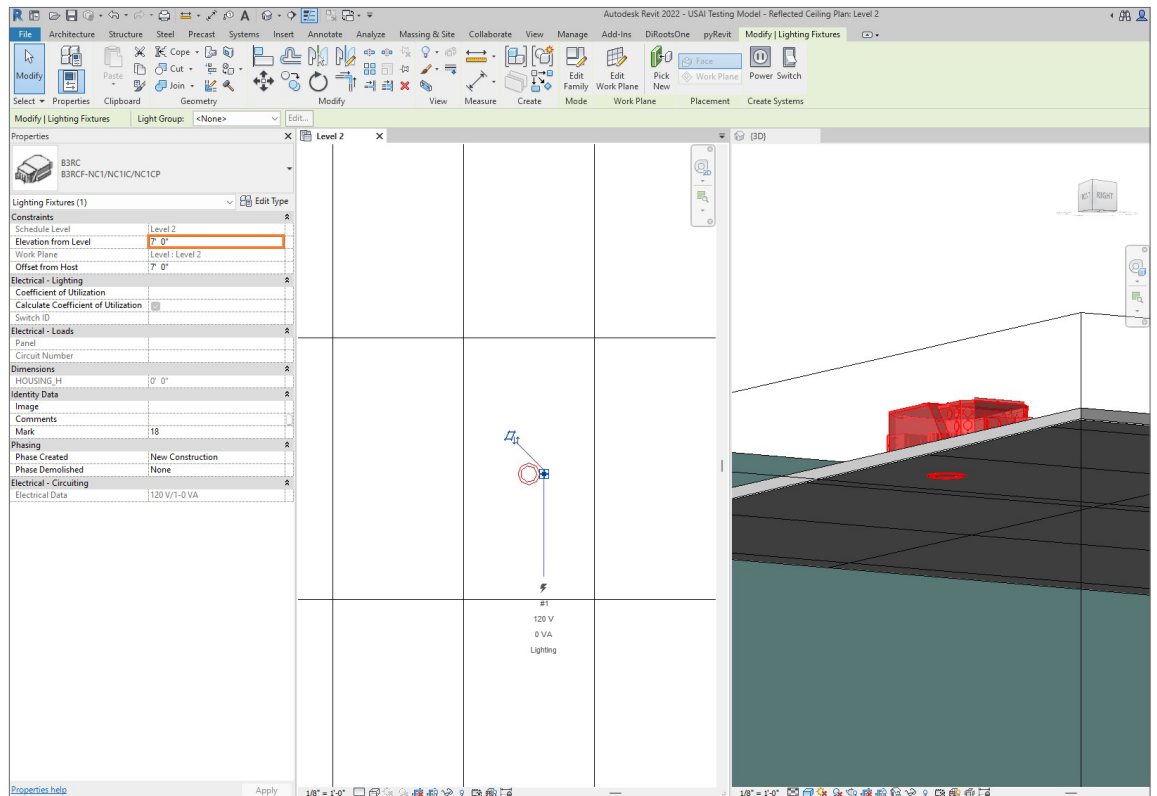 Autodesk Revit 2022 - USAI Testing Model - Reflected Ceiling Plan: Level 2
File Architecture Structure Steel Precast Systems Insert Annotate Analyze Massing & Site Collaborate View Manage Add-Ins DiRootsOne pyRevit Modify | Lighting Fixtures
Cope
Cut
Join
Modify
Paste
Edit Family
Edit Work Plane
Pick New
Face
Work Plane
Power Switch
Select Properties Clipboard Geometry Modify View Measure Create Mode Work Plane Placement Create Systems
Modify | Lighting Fixtures Light Group: <None> Edit...
Properties
Level 2
{3D}
B3RC
B3RCF-NC1/NC1IC/NC1CP
Lighting Fixtures (1) Edit Type
Constraints
Schedule Level Level 2
Elevation from Level 7' 0"
Work Plane Level : Level 2
Offset from Host 7' 0"
Electrical - Lighting
Coefficient of Utilization
Calculate Coefficient of Utilization
Switch ID
Electrical - Loads
Panel
Circuit Number
Dimensions
HOUSING_H 0' 0"
Identity Data
Image
Comments
Mark 18
Phasing
Phase Created New Construction
Phase Demolished None
Electrical - Circuiting
Electrical Data 120 V/1-0 VA
2D
#1
120 V
0 VA
Lighting
RIGHT
Properties help Apply
1/8" = 1'-0"
1/8" = 1'-0"